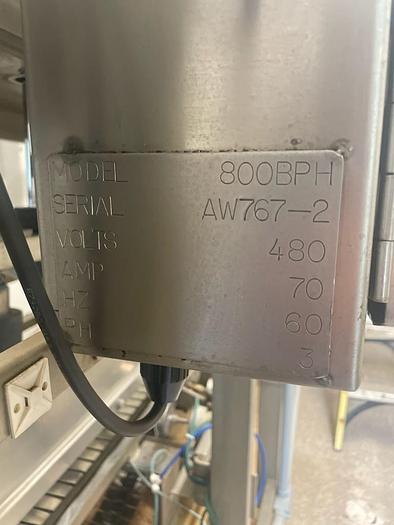 MODEL 800BPH
SERIAL AW767-2
VOLTS 480
AMP 70
HZ 60
PH 3